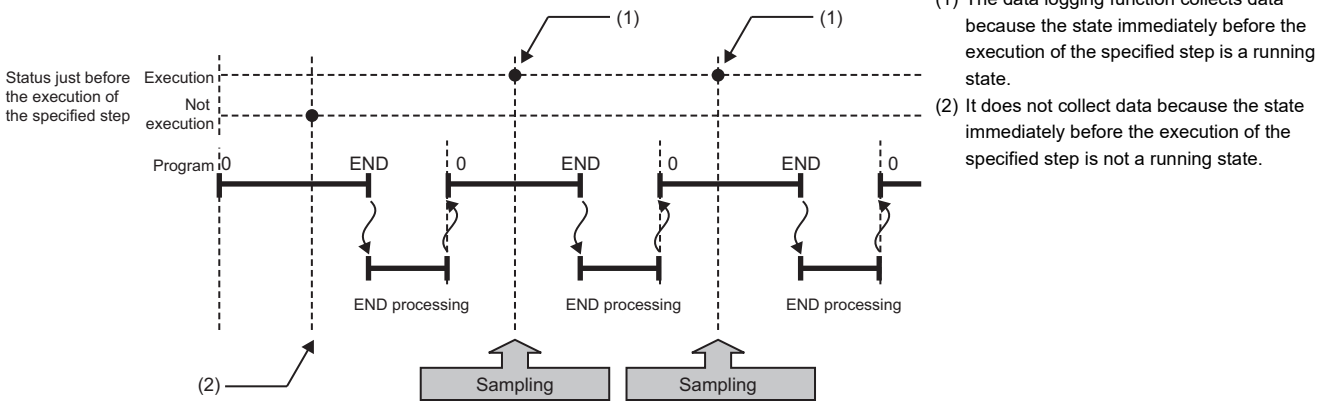 (1)
(1)
(1) The data logging function collects data
because the state immediately before the
execution of the specified step is a running
state.
(2) It does not collect data because the state
immediately before the execution of the
specified step is not a running state.
Status just before
the execution of
the specified step
Execution
Not
execution
Program
0
END
0
END
0
END
0
END processing
END processing
END processing
(2)
Sampling
Sampling